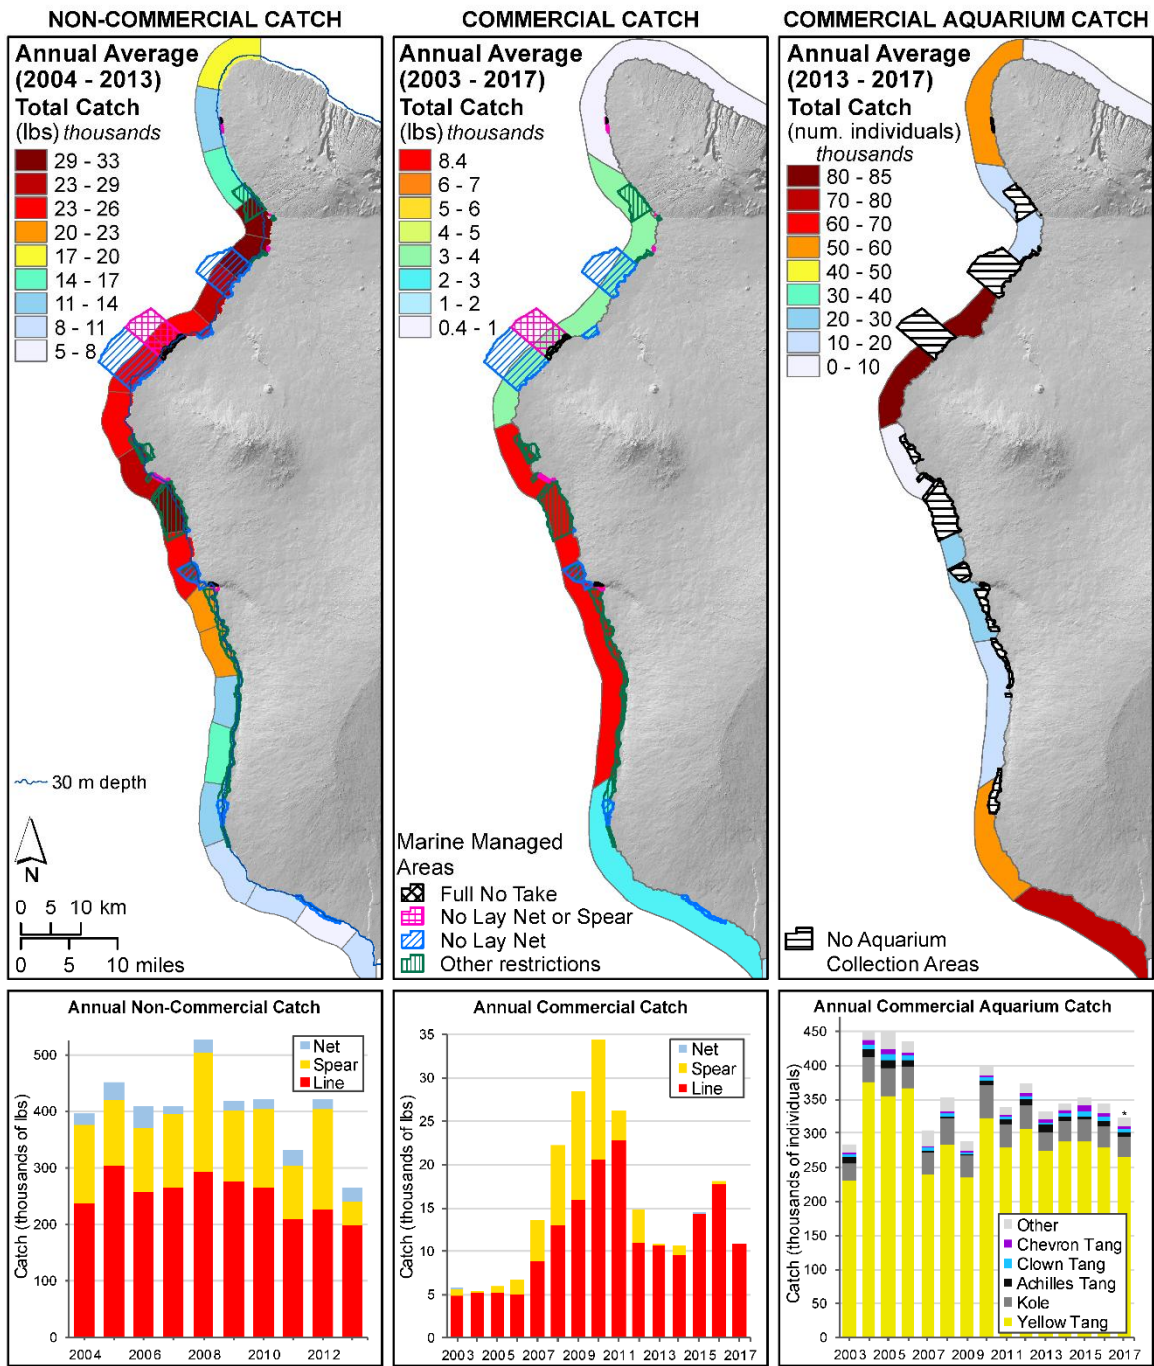 NON-COMMERCIAL CATCH
Annual Average
(2004 - 2013)
Total Catch
(lbs) thousands
29 - 33
23 - 29
23 - 26
20 - 23
17 - 20
14 - 17
11 - 14
8 - 11
5 - 8
30 m depth
N
0 5 10 km
0 5 10 miles
COMMERCIAL CATCH
Annual Average
(2003 - 2017)
Total Catch
(lbs) thousands
8.4
6 - 7
5 - 6
4 - 5
3 - 4
2 - 3
1 - 2
0.4 - 1
Marine Managed
Areas
Full No Take
No Lay Net or Spear
No Lay Net
Other restrictions
COMMERCIAL AQUARIUM CATCH
Annual Average
(2013 - 2017)
Total Catch
(num. individuals)
thousands
80 - 85
70 - 80
60 - 70
50 - 60
40 - 50
30 - 40
20 - 30
10 - 20
0 - 10
No Aquarium
Collection Areas
Annual Non-Commercial Catch
Catch (thousands of lbs)
500
400
300
200
100
0
Net
Spear
Line
2004 2006 2008 2010 2012
Annual Commercial Catch
Catch (thousands of lbs)
35
30
25
20
15
10
5
0
Net
Spear
Line
2003 2005 2007 2009 2011 2013 2015 2017
Annual Commercial Aquarium Catch
Catch (thousands of individuals)
450
400
350
300
250
200
150
100
50
0
*
Other
Chevron Tang
Clown Tang
Achilles Tang
Kole
Yellow Tang
2003 2005 2007 2009 2011 2013 2015 2017